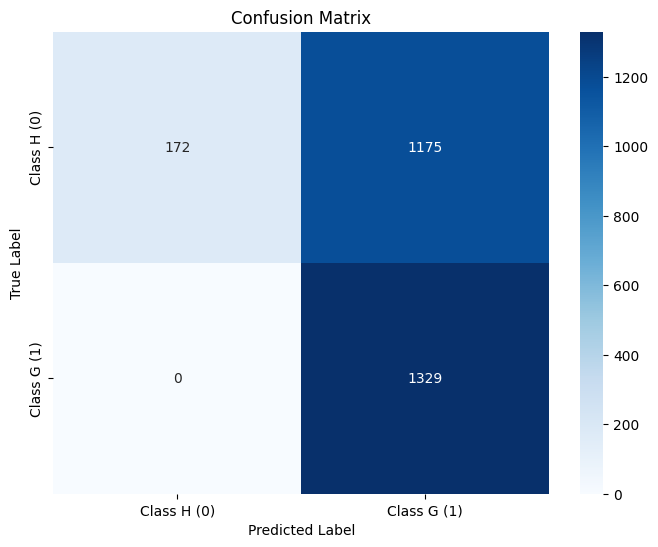 Confusion Matrix
Class H (0)
172
1175
Class G (1)
0
1329
True Label
Class H (0)
Class G (1)
Predicted Label
1200
1000
800
600
400
200
0